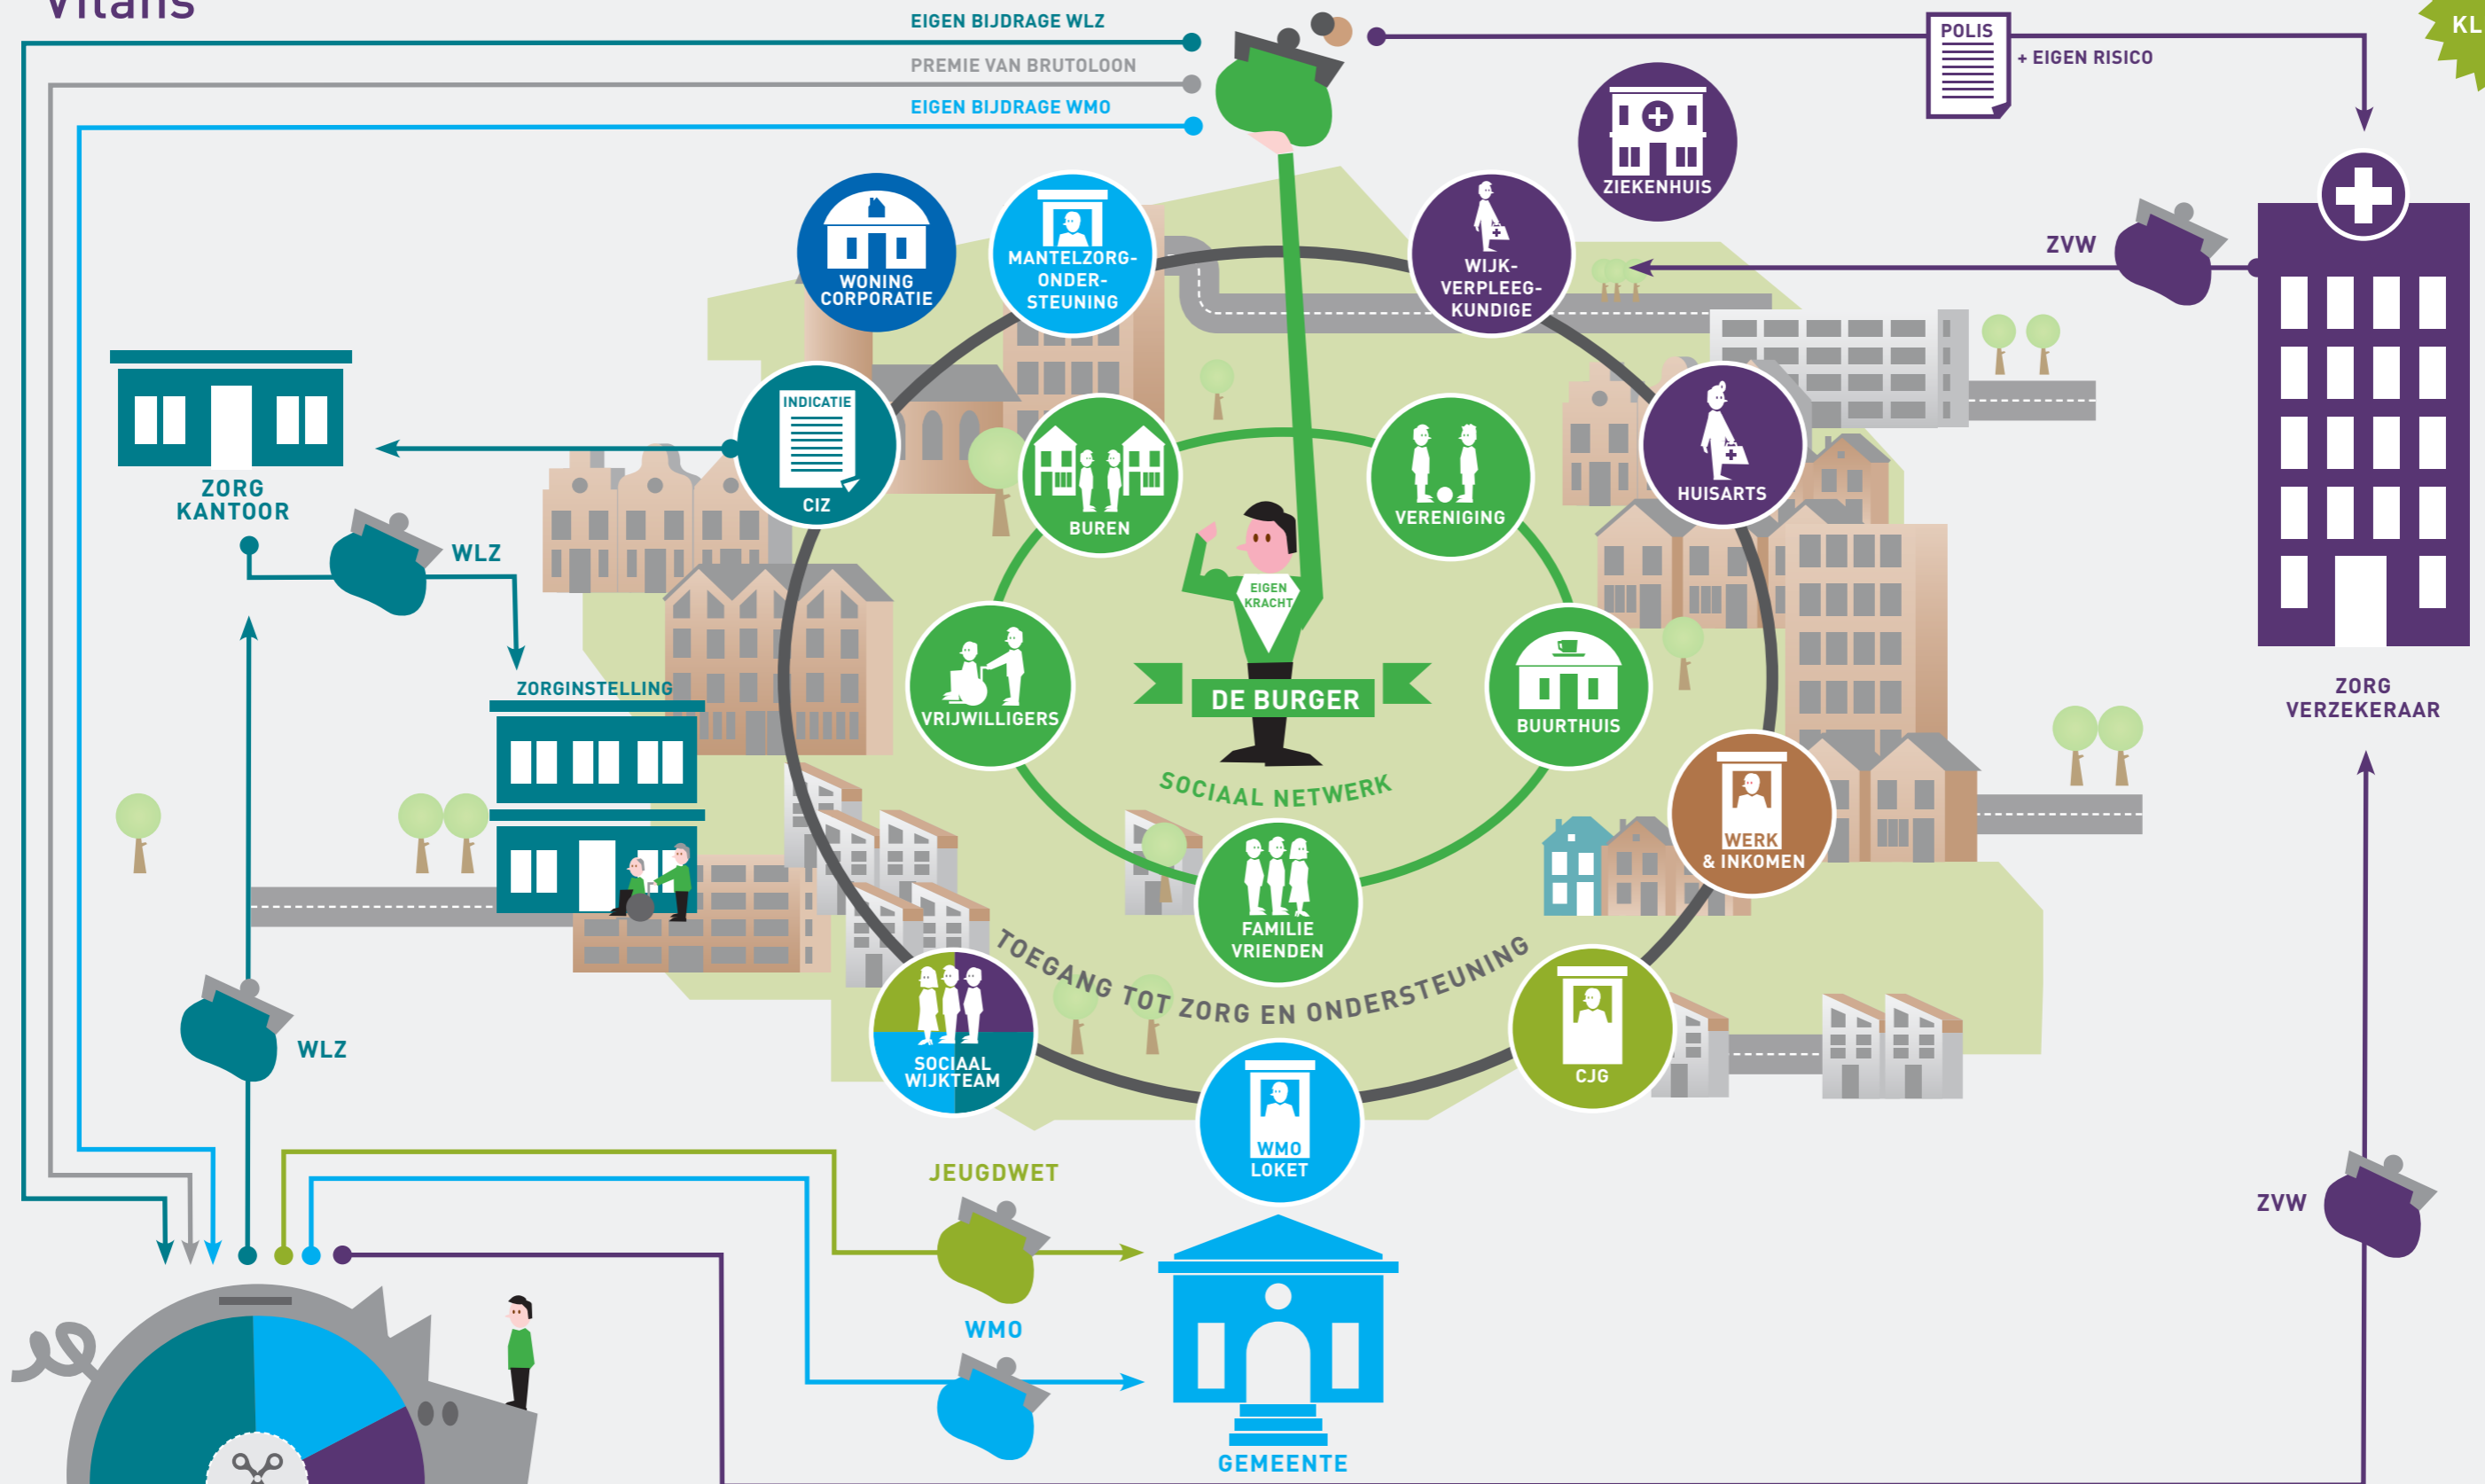 Vitans
EIGEN BIJDRAGE WLZ
PREMIE VAN BRUTOLOON
EIGEN BIJDRAGE WMO
POLIS
+ EIGEN RISICO
KL
ZIEKENHUIS
WONING
CORPORATIE
MANTELZORG-
ONDER-
STEUNING
WIJK-
VERPLEEG-
KUNDIGE
ZVW
INDICATIE
CIZ
BUREN
VERENIGING
HUISARTS
ZORG
KANTOOR
WLZ
EIGEN
KRACHT
ZORGINSTELLING
VRIJWILLIGERS
DE BURGER
BUURTHUIS
ZORG
VERZEKERAAR
SOCIAAL NETWERK
WERK
& INKOMEN
FAMILIE
VRIENDEN
TOEGANG TOT ZORG EN ONDERSTEUNING
WLZ
SOCIAAL
WIJKTEAM
CJG
WMO
LOKET
JEUGDWET
ZVW
WMO
GEMEENTE